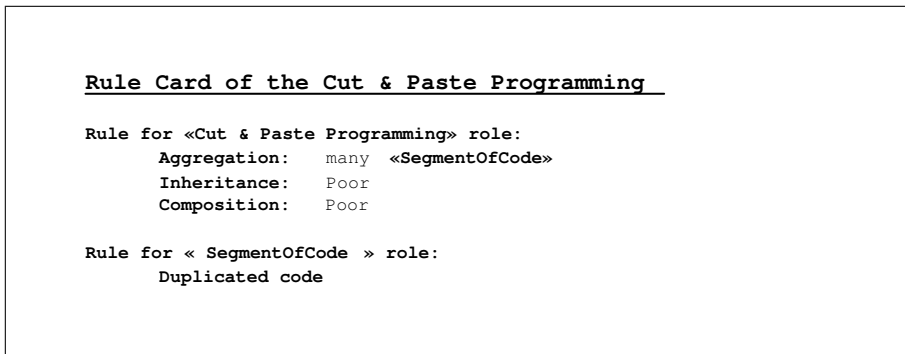 Rule Card of the Cut & Paste Programming
Rule for «Cut & Paste Programming» role:
Aggregation: many «SegmentOfCode»
Inheritance: Poor
Composition: Poor
Rule for « SegmentOfCode » role:
Duplicated code